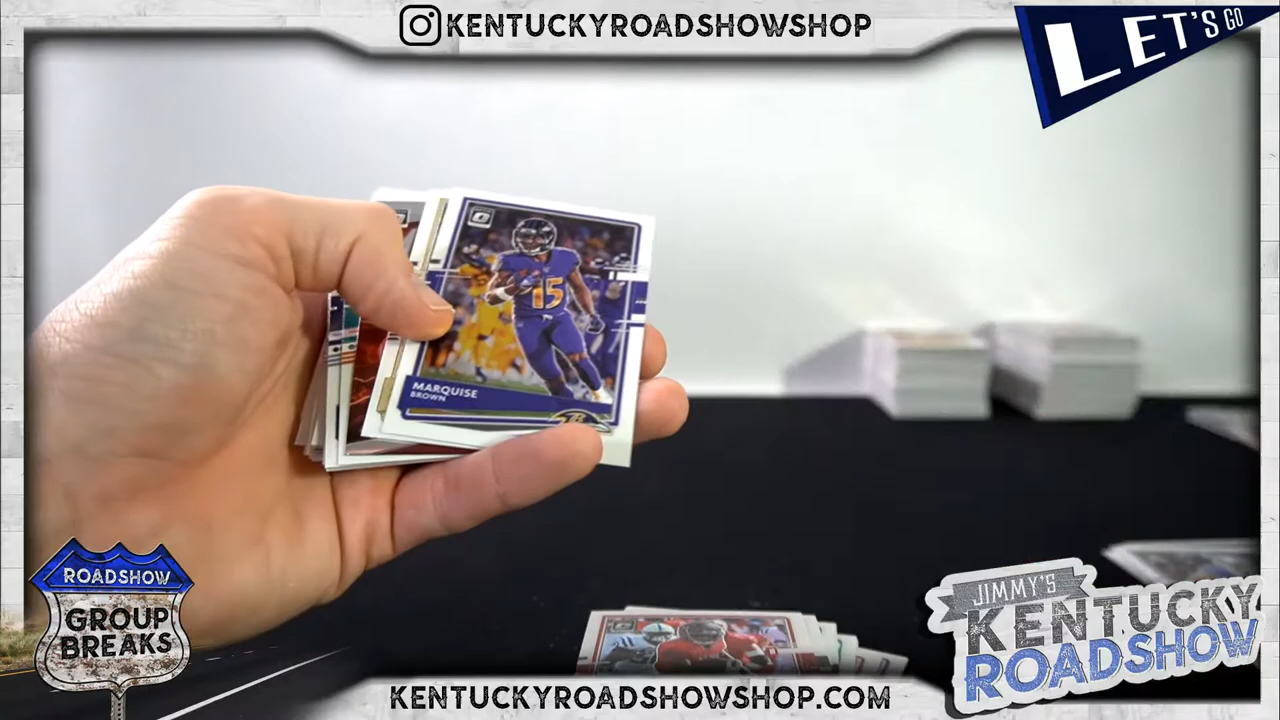 KENTUCKYROADSHOWSHOP
LET'S GO
15
MARQUISE
BROWN
ROADSHOW
GROUP
BREAKS
JIMMY'S
KENTUCKY
ROADSHOW
KENTUCKYROADSHOWSHOP.COM